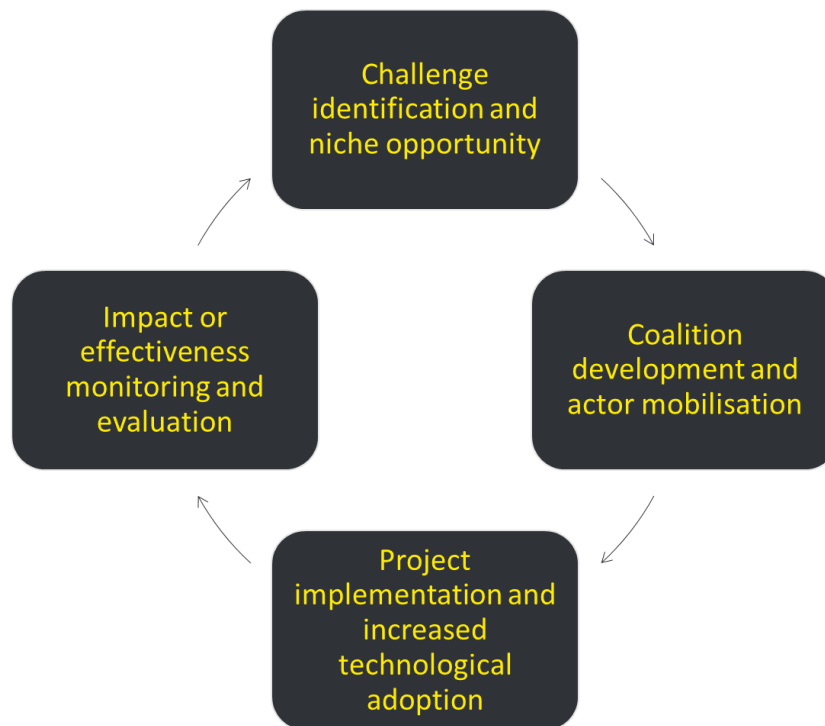 Challenge
identification and
niche opportunity
Coalition
development and
actor mobilisation
Project
implementation and
increased
technological
adoption
Impact or
effectiveness
monitoring and
evaluation